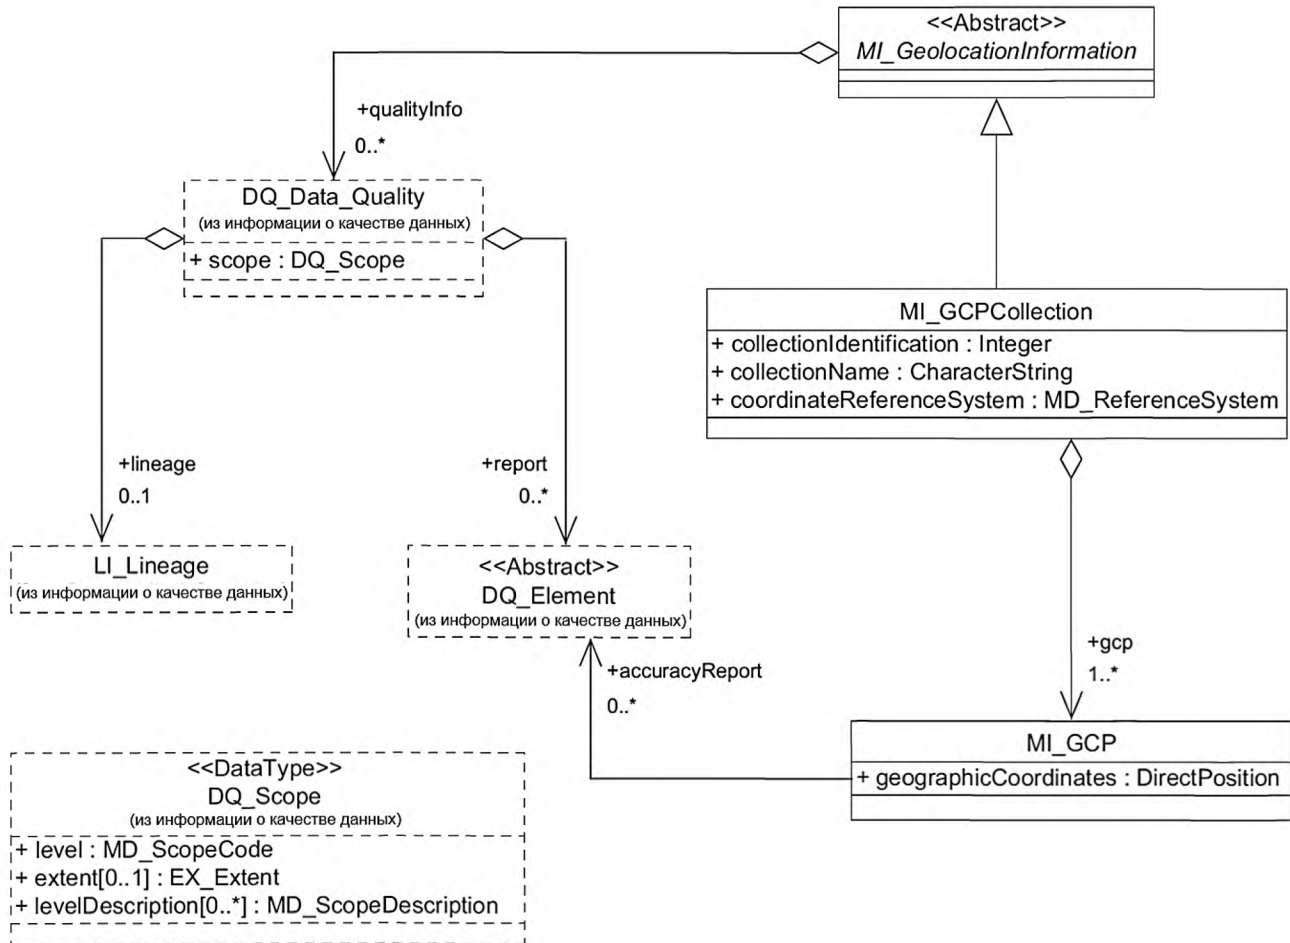 <<Abstract>>
MI_GeolocationInformation
+qualityInfo
0..*
DQ_Data_Quality
(из информации о качестве данных)
+ scope : DQ_Scope
MI_GCPCollection
+ collectionIdentification : Integer
+ collectionName : CharacterString
+ coordinateReferenceSystem : MD_ReferenceSystem
+lineage
0..1
+report
0..*
LI_Lineage
(из информации о качестве данных)
<<Abstract>>
DQ_Element
(из информации о качестве данных)
+gcp
1..*
+accuracyReport
0..*
MI_GCP
+ geographicCoordinates : DirectPosition
<<DataType>>
DQ_Scope
(из информации о качестве данных)
+ level : MD_ScopeCode
+ extent[0..1] : EX_Extent
+ levelDescription[0..*] : MD_ScopeDescription